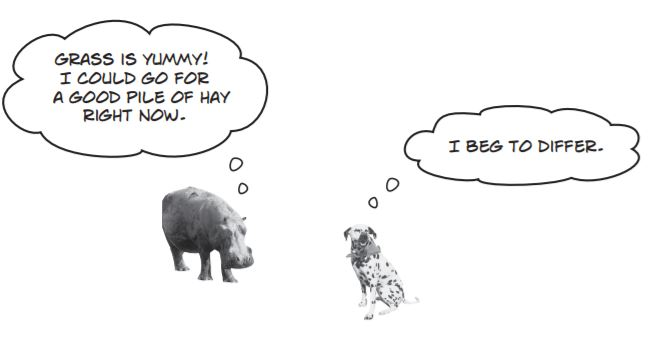 GRASS IS YUMMY!
I COULD GO FOR
A GOOD PILE OF HAY
RIGHT NOW.
I BEG TO DIFFER.